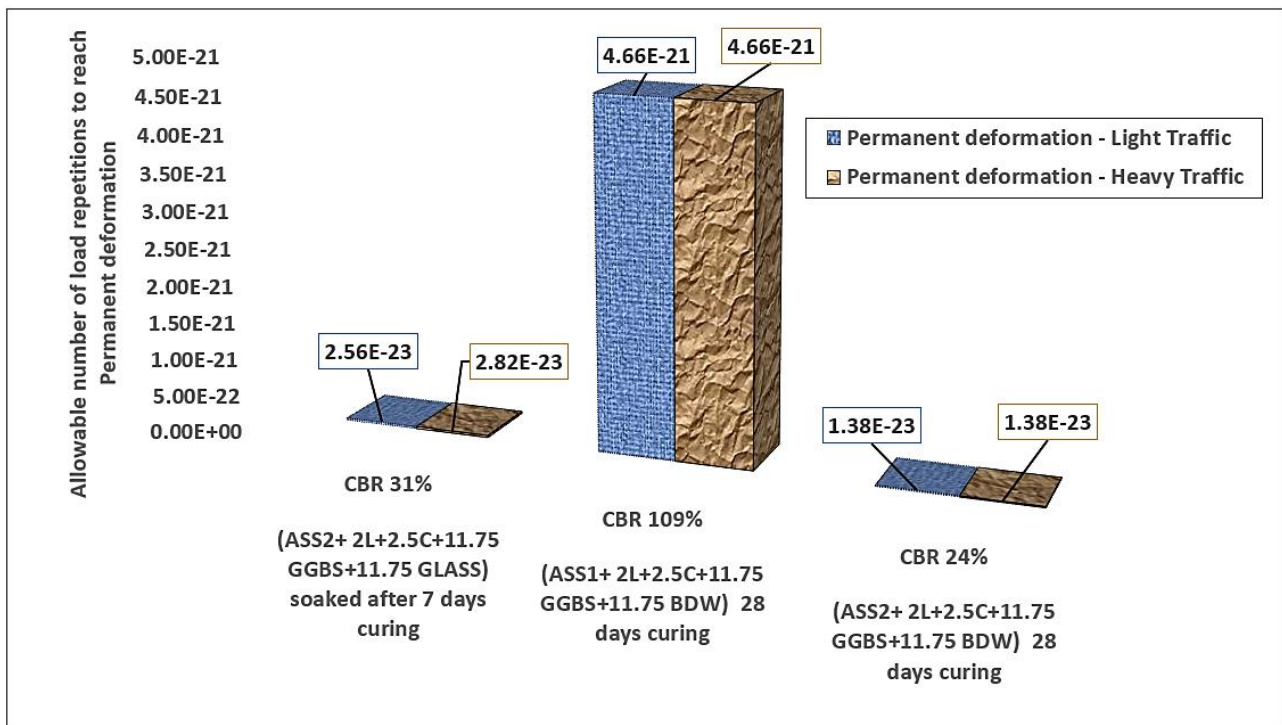 Allowable number of load repetitions to reach
Permanent deformation
5.00E-21
4.50E-21
4.00E-21
3.50E-21
3.00E-21
2.50E-21
2.00E-21
1.50E-21
1.00E-21
5.00E-22
0.00E+00
2.56E-23
2.82E-23
4.66E-21
4.66E-21
1.38E-23
1.38E-23
Permanent deformation - Light Traffic
Permanent deformation - Heavy Traffic
CBR 31%
(ASS2+ 2L+2.5C+11.75
GGBS+11.75 GLASS)
soaked after 7 days
curing
CBR 109%
(ASS1+ 2L+2.5C+11.75
GGBS+11.75 BDW) 28
days curing
CBR 24%
(ASS2+ 2L+2.5C+11.75
GGBS+11.75 BDW) 28
days curing